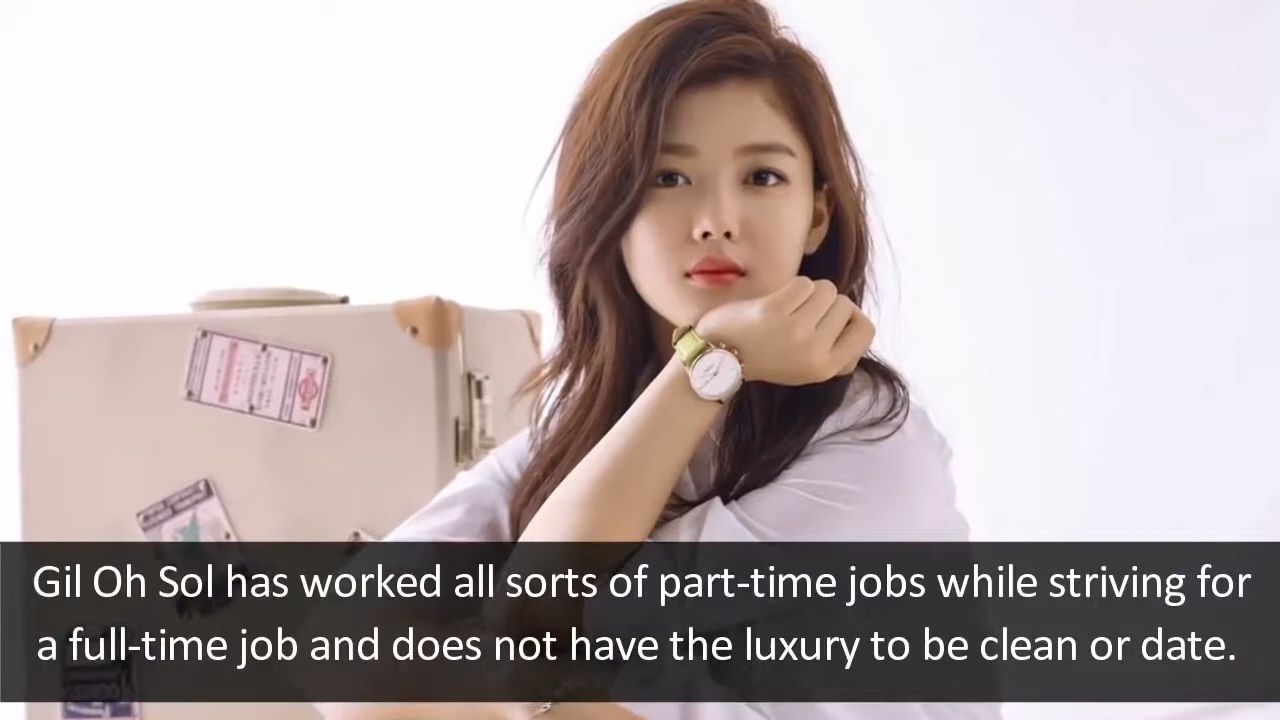 Gil Oh Sol has worked all sorts of part-time jobs while striving for
a full-time job and does not have the luxury to be clean or date.